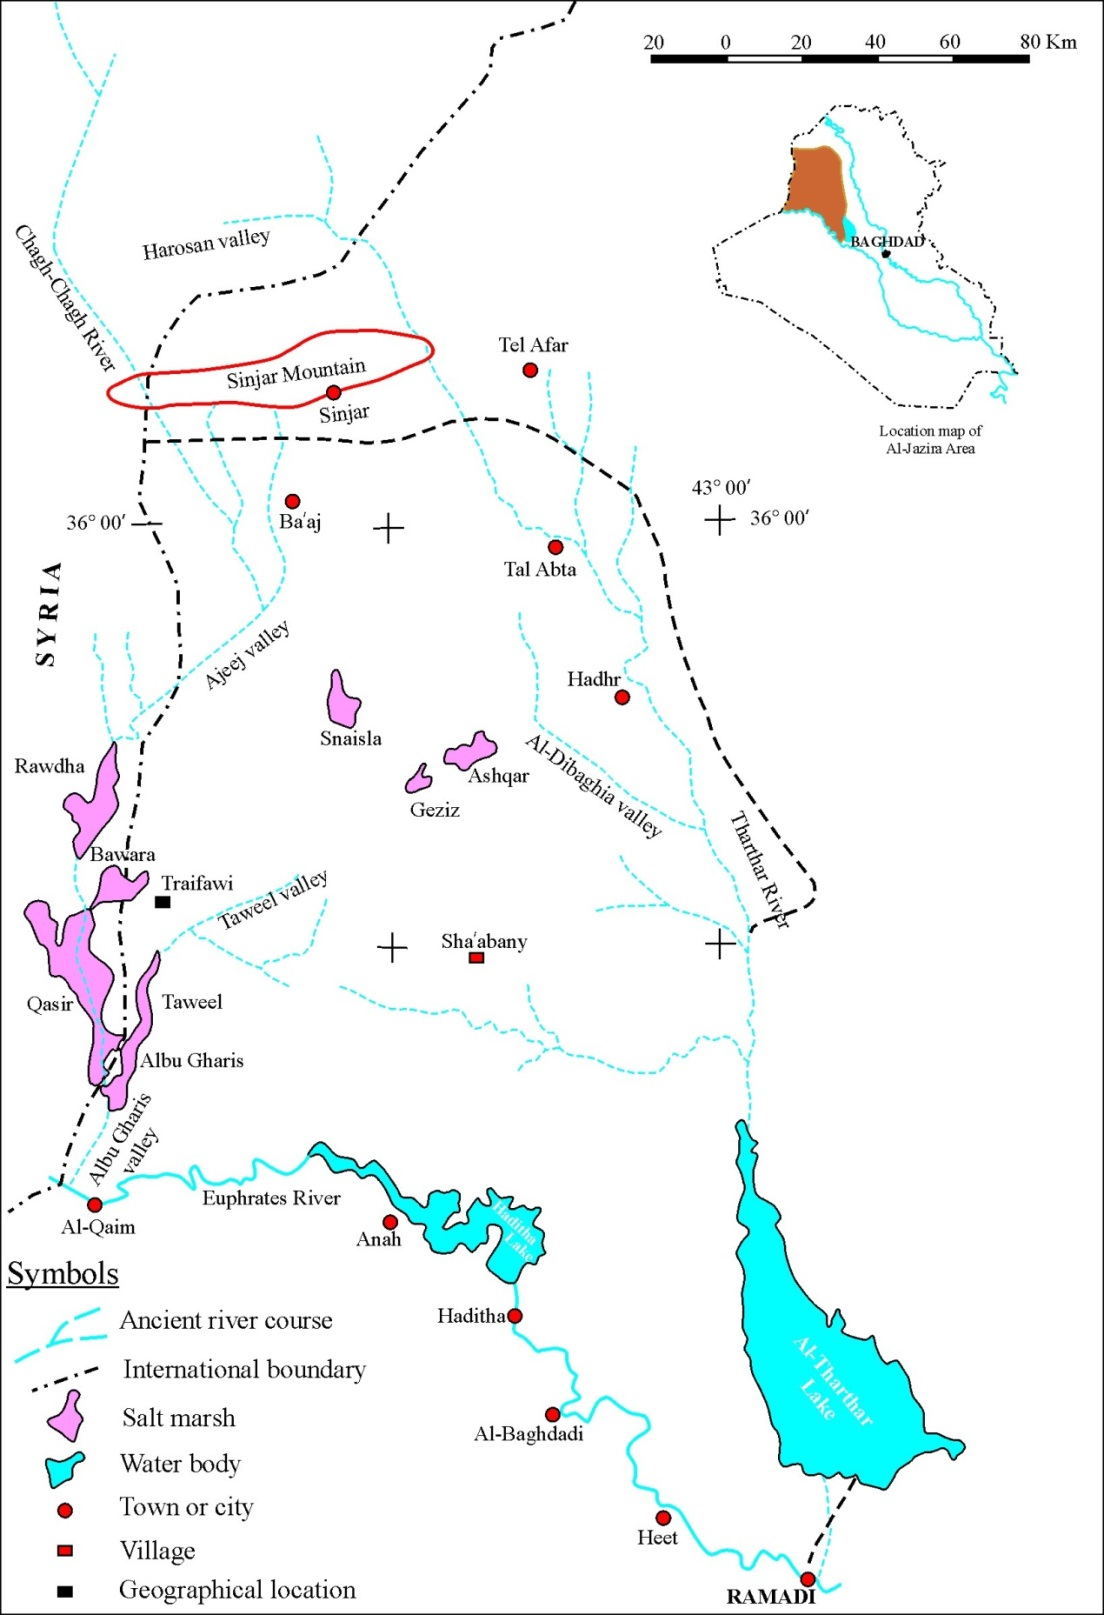 20 0 20 40 60 80 Km
BAGHDAD
Location map of
Al-Jazira Area
Harosan valley
Chagh-Chagh River
Sinjar Mountain
Sinjar
Tel Afar
43° 00′
36° 00′
36° 00′
Ba′aj
Tal Abta
SYRIA
Ajeej valley
Hadhr
Snaisla
Ashqar
Geziz
Al-Dibaghia valley
Rawdha
Bawara
Traifawi
Tharthar River
Taweel valley
Sha′abany
Qasir
Taweel
Albu Gharis
Albu Gharis
valley
Euphrates River
Al-Qaim
Anah
Haditha
Lake
Haditha
Al-Tharthar
Lake
Al-Baghdadi
Heet
RAMADI
Symbols
Ancient river course
International boundary
Salt marsh
Water body
Town or city
Village
Geographical location